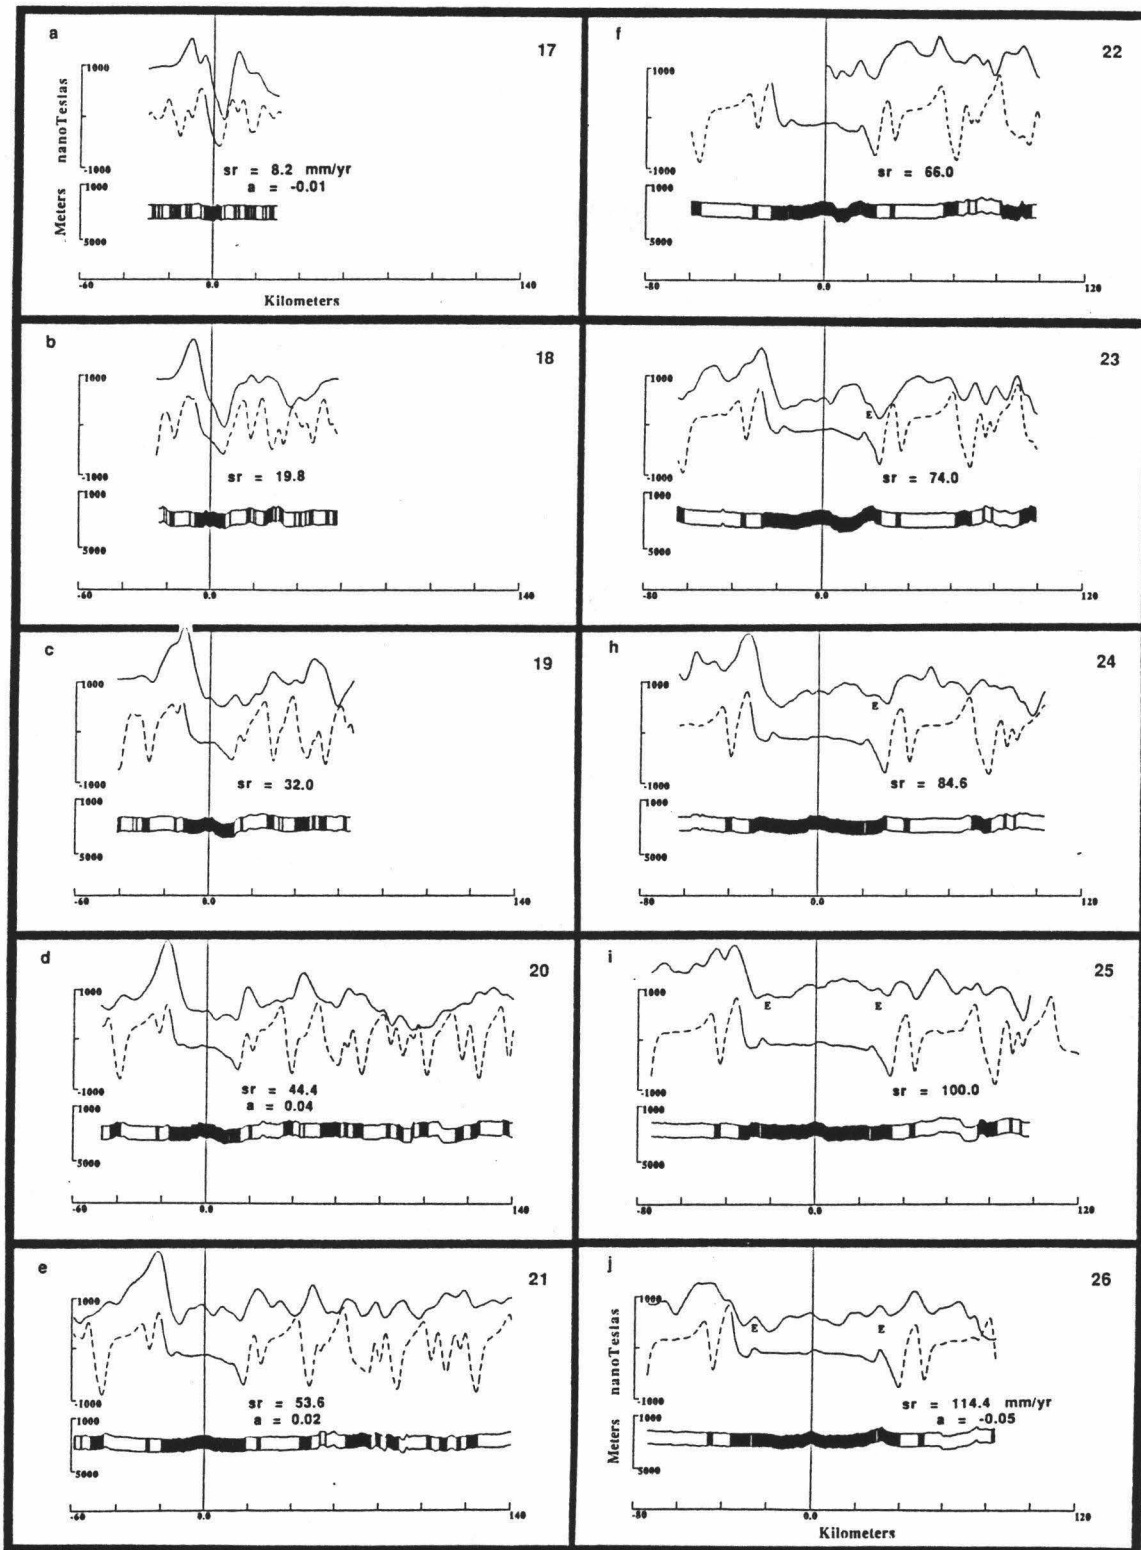 a
17
nanoTeslas
1000
-1000
sr = 8.2 mm/yr
a = -0.01
Meters
1000
5000
-60
0.0
140
Kilometers
b
18
1000
-1000
sr = 19.8
1000
5000
-60
0.0
140
c
19
1000
-1000
sr = 32.0
1000
5000
-60
0.0
140
d
20
1000
-1000
sr = 44.4
a = 0.04
1000
5000
-60
0.0
140
e
21
1000
-1000
sr = 53.6
a = 0.02
1000
5000
-60
0.0
140
f
22
1000
-1000
sr = 66.0
1000
5000
-80
0.0
120
23
1000
E
-1000
sr = 74.0
1000
5000
-80
0.0
120
h
24
1000
E
-1000
sr = 84.6
1000
5000
-80
0.0
120
i
25
1000
E E
-1000
sr = 100.0
1000
5000
-80
0.0
120
j
26
nanoTeslas
1000
E E
-1000
sr = 114.4 mm/yr
a = -0.05
Meters
1000
5000
-80
0.0
120
Kilometers